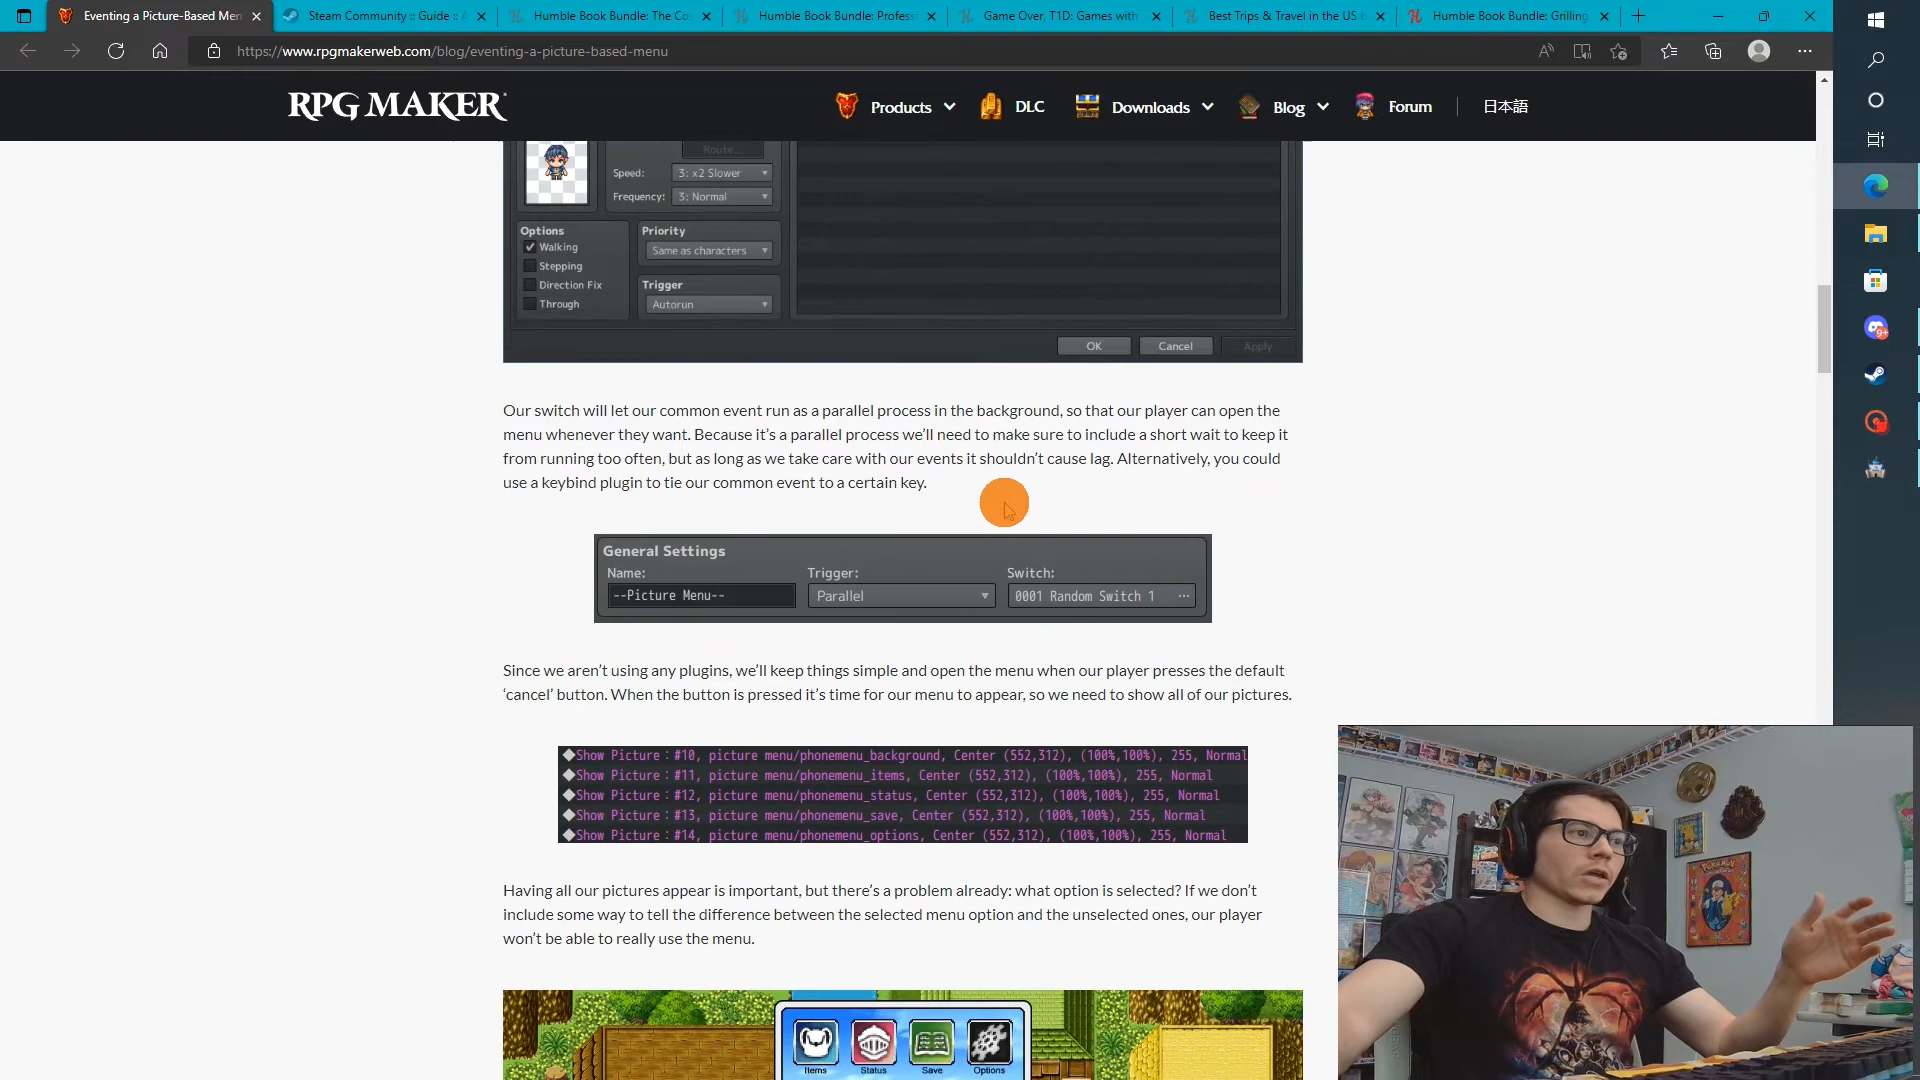 Eventing a Picture-Based Men
Steam Community :: Guide :: A
Humble Book Bundle: The Co
Humble Book Bundle: Profess
Game Over, T1D: Games with
Best Trips & Travel in the US
Humble Book Bundle: Grilling
https://www.rpgmakerweb.com/blog/eventing-a-picture-based-menu
RPG MAKER
Products
DLC
Downloads
Blog
Forum
日本語
Route...
Speed: 3: x2 Slower
Frequency: 3: Normal
Options
Walking
Stepping
Direction Fix
Through
Priority
Same as characters
Trigger
Autorun
OK
Cancel
Apply
Our switch will let our common event run as a parallel process in the background, so that our player can open the
menu whenever they want. Because it's a parallel process we'll need to make sure to include a short wait to keep it
from running too often, but as long as we take care with our events it shouldn't cause lag. Alternatively, you could
use a keybind plugin to tie our common event to a certain key.
General Settings
Name: Trigger: Switch:
--Picture Menu-- Parallel 0001 Random Switch 1 ...
Since we aren't using any plugins, we'll keep things simple and open the menu when our player presses the default
‘cancel’ button. When the button is pressed it's time for our menu to appear, so we need to show all of our pictures.
◆Show Picture：#10, picture menu/phonemenu_background, Center (552,312), (100%,100%), 255, Normal
◆Show Picture：#11, picture menu/phonemenu_items, Center (552,312), (100%,100%), 255, Normal
◆Show Picture：#12, picture menu/phonemenu_status, Center (552,312), (100%,100%), 255, Normal
◆Show Picture：#13, picture menu/phonemenu_save, Center (552,312), (100%,100%), 255, Normal
◆Show Picture：#14, picture menu/phonemenu_options, Center (552,312), (100%,100%), 255, Normal
Having all our pictures appear is important, but there's a problem already: what option is selected? If we don't
include some way to tell the difference between the selected menu option and the unselected ones, our player
won't be able to really use the menu.
Items
Status
Save
Options
9+